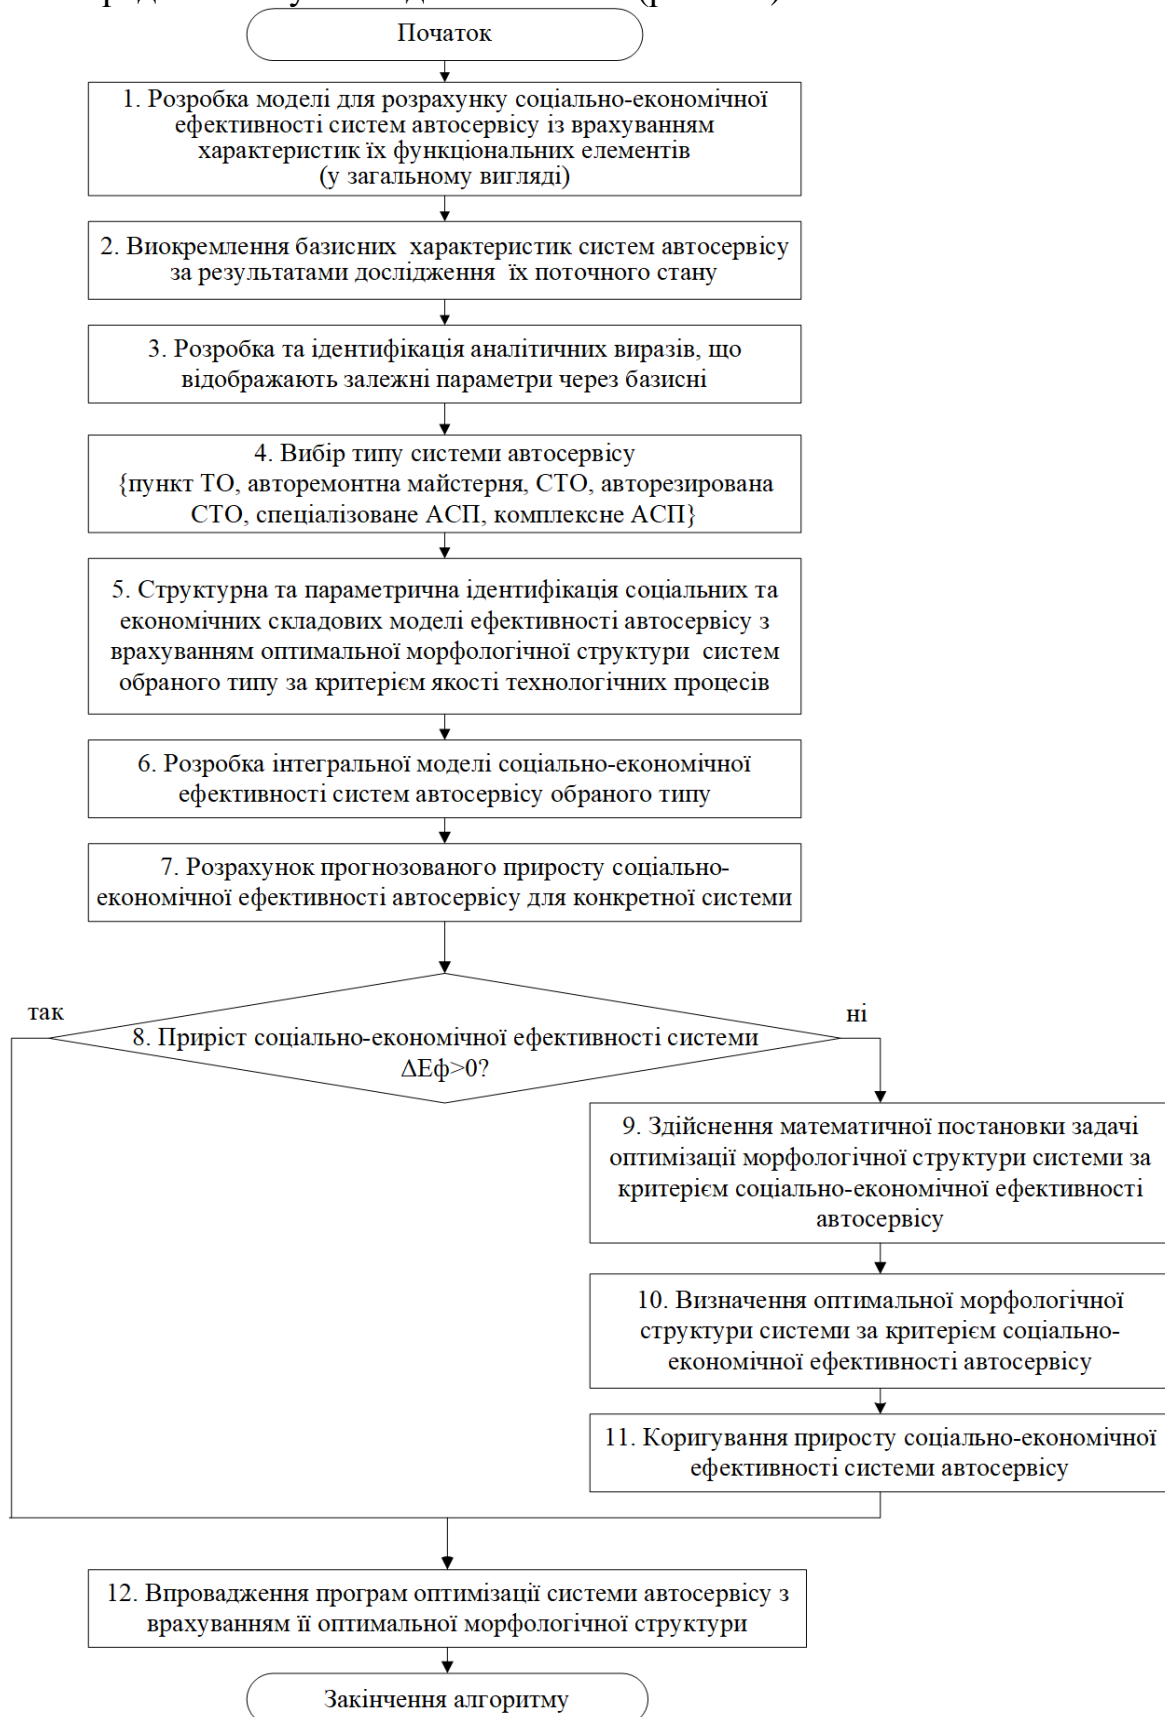 Початок
1. Розробка моделі для розрахунку соціально-економічної
ефективності систем автосервісу із врахуванням
характеристик їх функціональних елементів
(у загальному вигляді)
2. Виокремлення базисних характеристик систем автосервісу
за результатами дослідження їх поточного стану
3. Розробка та ідентифікація аналітичних виразів, що
відображають залежні параметри через базисні
4. Вибір типу системи автосервісу
{пункт ТО, авторемонтна майстерня, СТО, авторезирована
СТО, спеціалізоване АСП, комплексне АСП}
5. Структурна та параметрична ідентифікація соціальних та
економічних складових моделі ефективності автосервісу з
врахуванням оптимальної морфологічної структури систем
обраного типу за критерієм якості технологічних процесів
6. Розробка інтегральної моделі соціально-економічної
ефективності систем автосервісу обраного типу
7. Розрахунок прогнозованого приросту соціально-
економічної ефективності автосервісу для конкретної системи
так
ні
8. Приріст соціально-економічної ефективності системи
ΔЕф>0?
9. Здійснення математичної постановки задачі
оптимізації морфологічної структури системи за
критерієм соціально-економічної ефективності
автосервісу
10. Визначення оптимальної морфологічної
структури системи за критерієм соціально-
економічної ефективності автосервісу
11. Коригування приросту соціально-економічної
ефективності системи автосервісу
12. Впровадження програм оптимізації системи автосервісу з
врахуванням її оптимальної морфологічної структури
Закінчення алгоритму